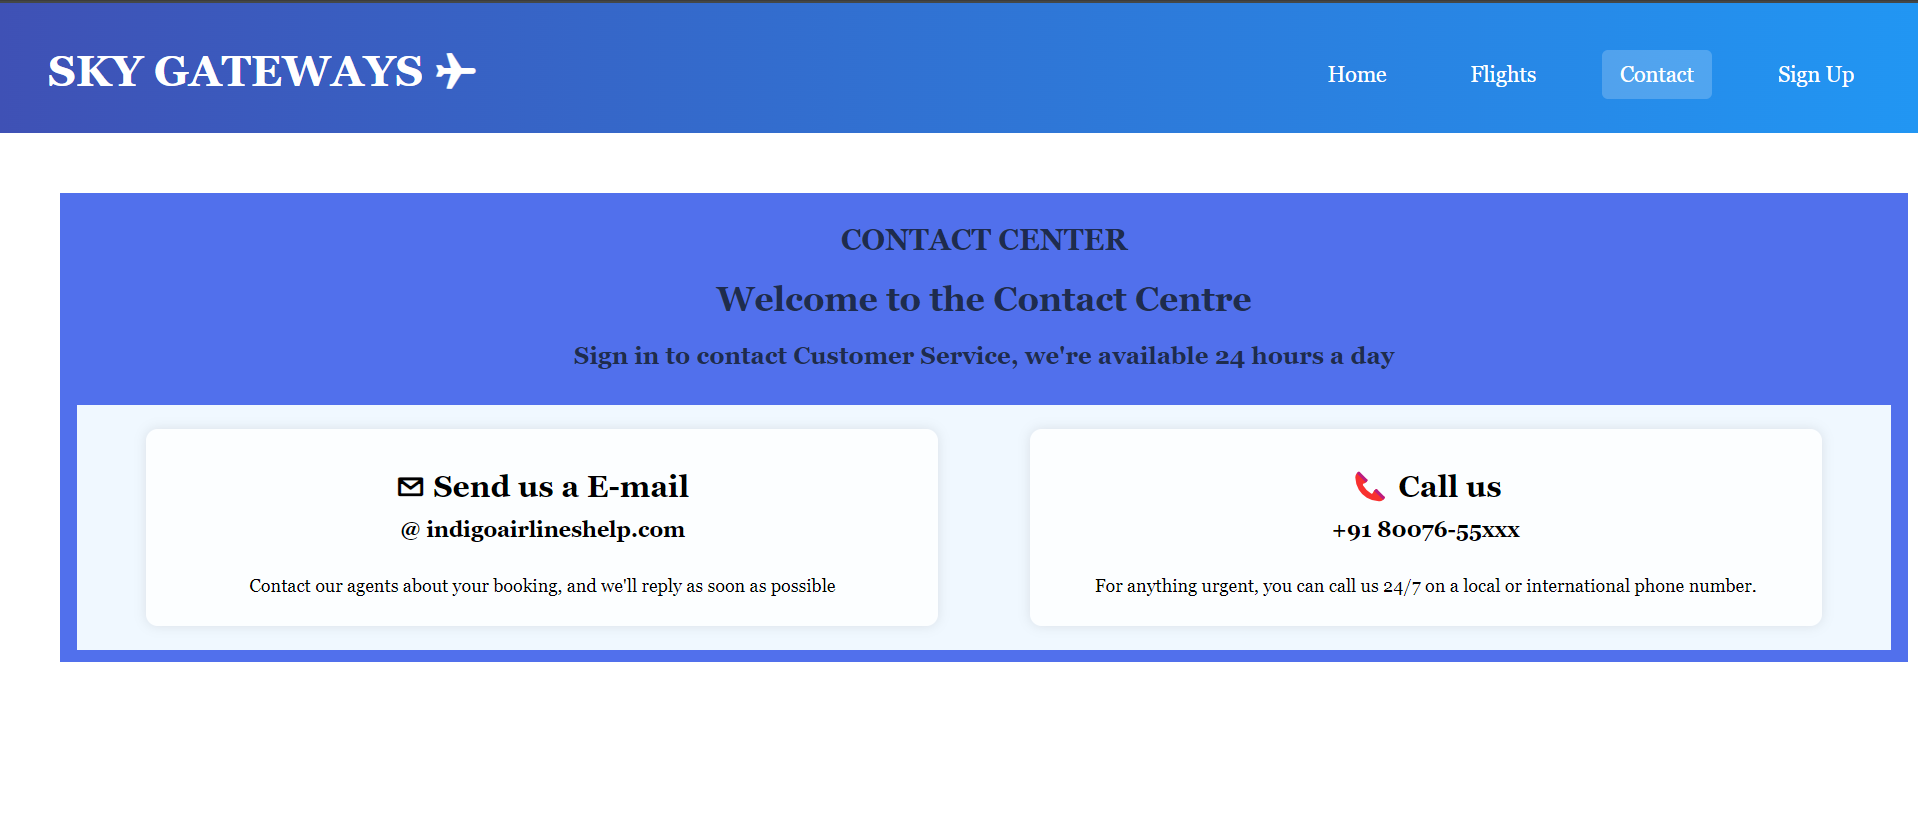 SKY GATEWAYS
Home Flights Contact Sign Up
CONTACT CENTER
Welcome to the Contact Centre
Sign in to contact Customer Service, we're available 24 hours a day
Send us a E-mail
@ indigoairlineshelp.com
Contact our agents about your booking, and we'll reply as soon as possible
Call us
+91 80076-55xxx
For anything urgent, you can call us 24/7 on a local or international phone number.